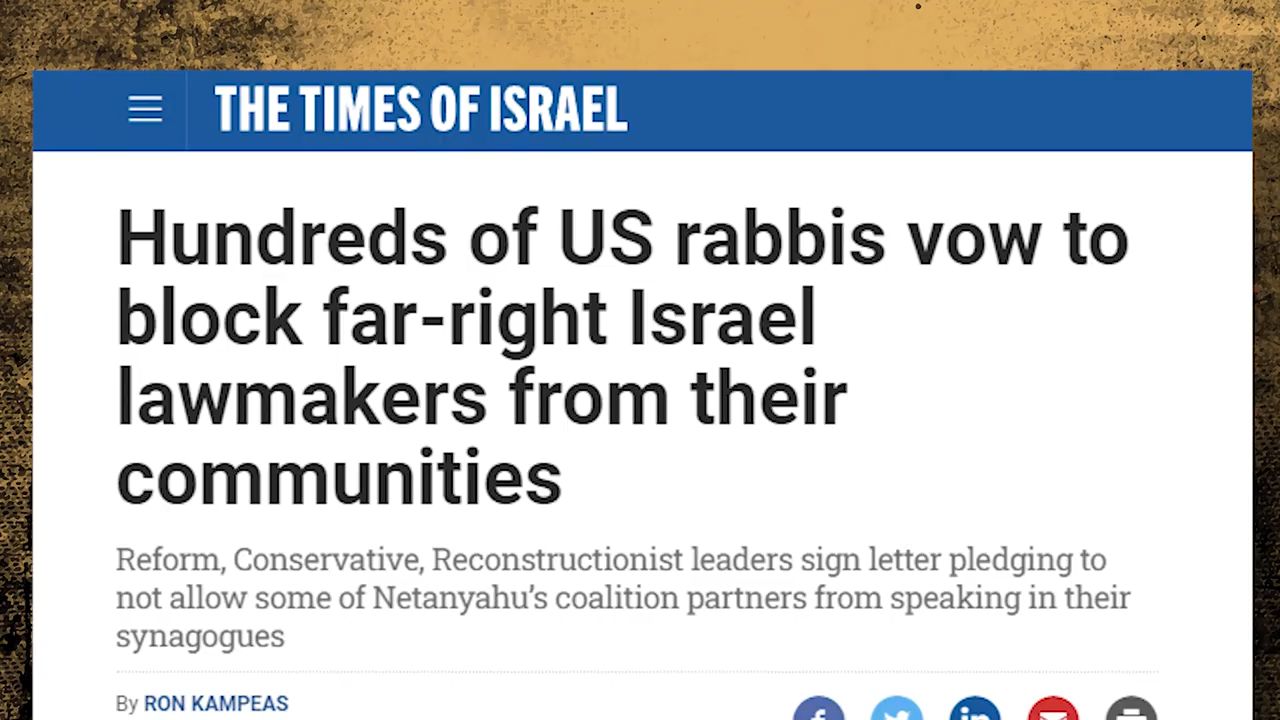 THE TIMES OF ISRAEL
Hundreds of US rabbis vow to
block far-right Israel
lawmakers from their
communities
Reform, Conservative, Reconstructionist leaders sign letter pledging to
not allow some of Netanyahu's coalition partners from speaking in their
synagogues
By RON KAMPEAS
f in